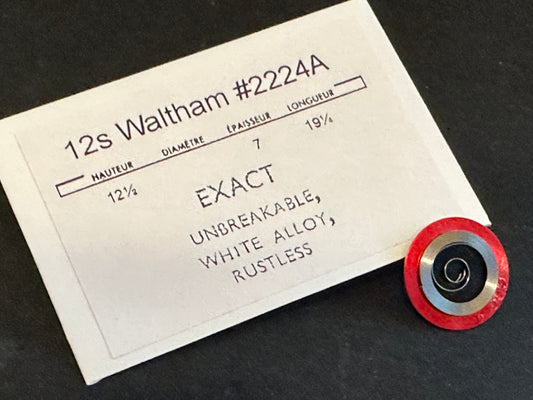 12s Waltham #2224A
HAUTEUR DIAMÈTRE ÉPAISSEUR LONGUEUR
12½ 7 19¼
EXACT
UNBREAKABLE,
WHITE ALLOY,
RUSTLESS